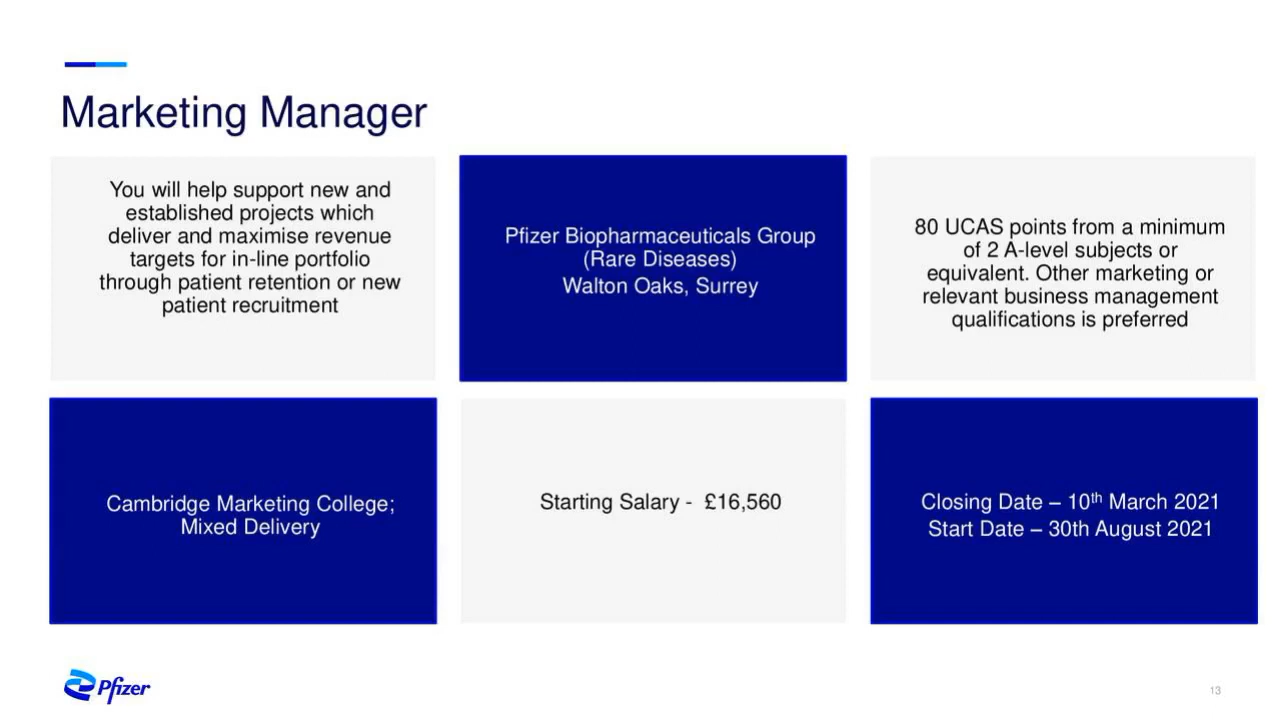 Marketing Manager
You will help support new and
established projects which
deliver and maximise revenue
targets for in-line portfolio
through patient retention or new
patient recruitment
Pfizer Biopharmaceuticals Group
(Rare Diseases)
Walton Oaks, Surrey
80 UCAS points from a minimum
of 2 A-level subjects or
equivalent. Other marketing or
relevant business management
qualifications is preferred
Cambridge Marketing College;
Mixed Delivery
Starting Salary - £16,560
Closing Date – 10th March 2021
Start Date – 30th August 2021
Pfizer
13